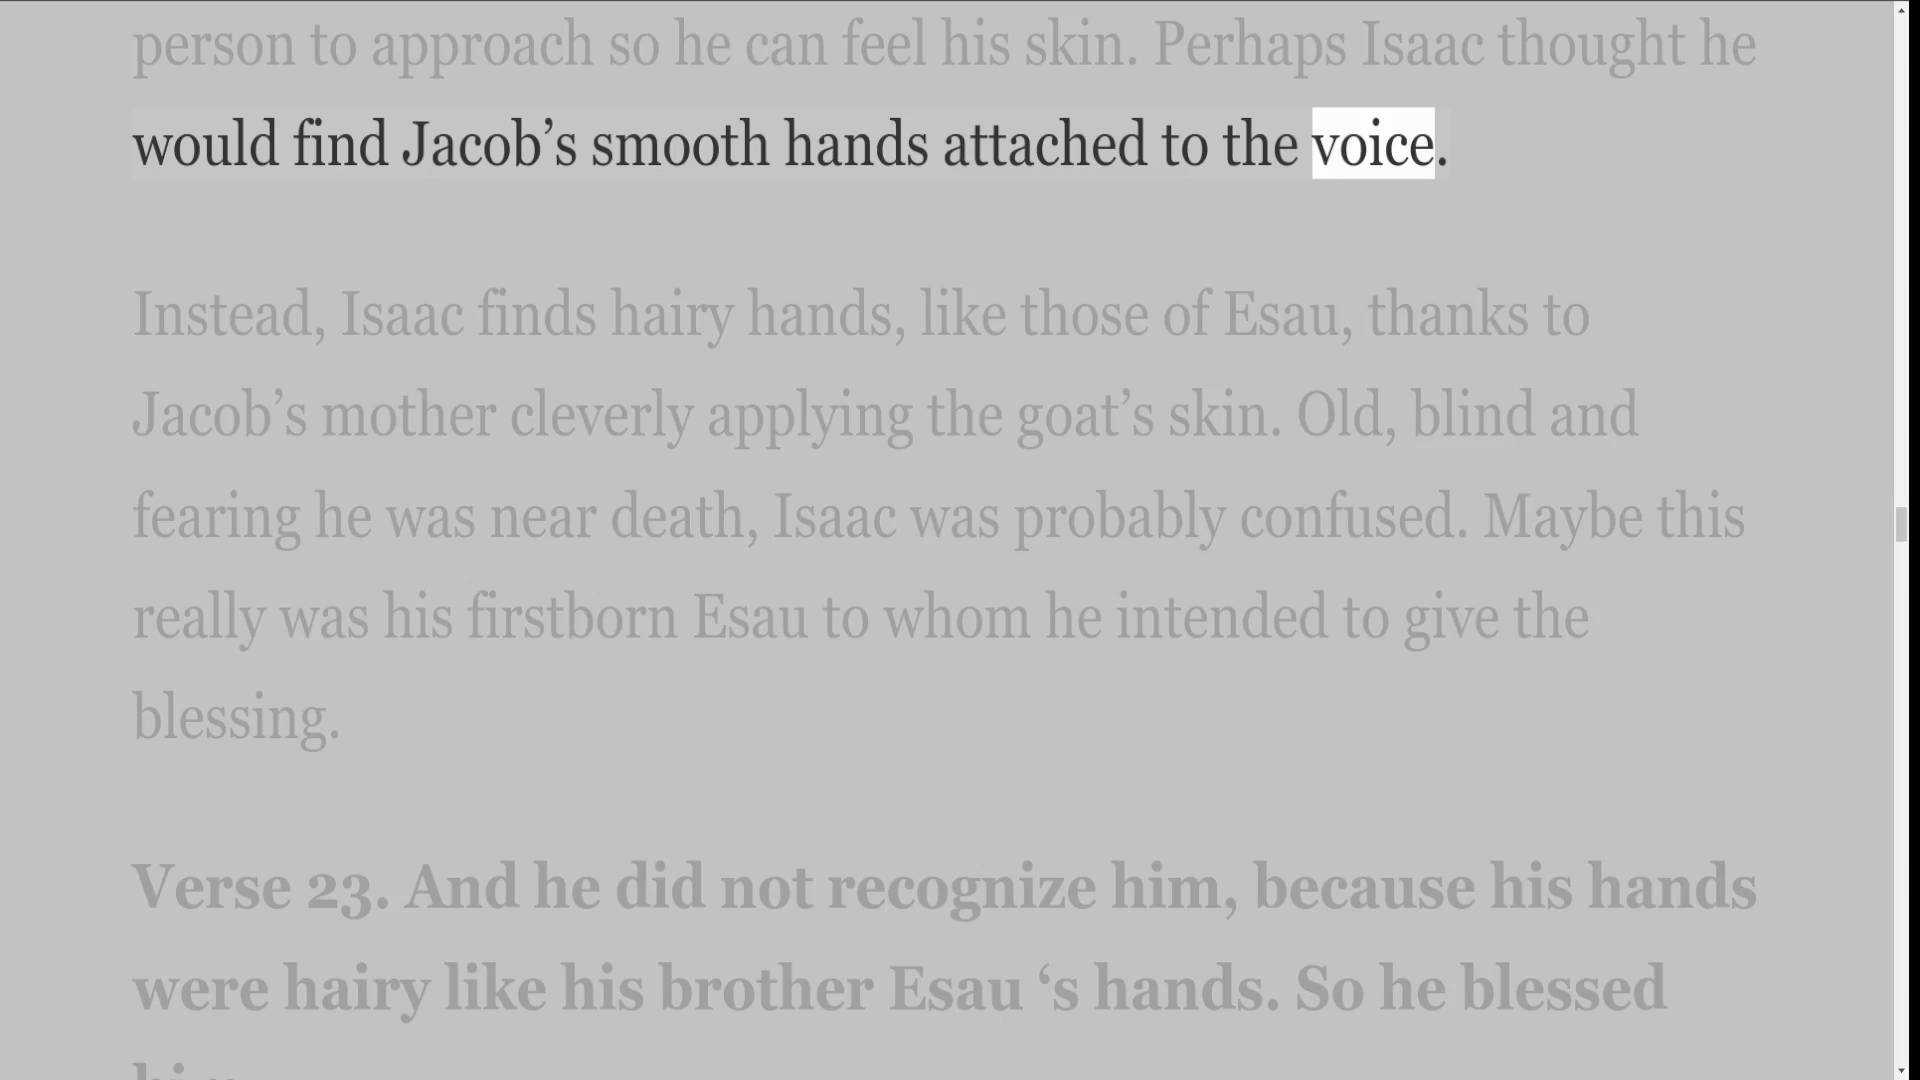 person to approach so he can feel his skin. Perhaps Isaac thought he
would find Jacob’s smooth hands attached to the voice.
Instead, Isaac finds hairy hands, like those of Esau, thanks to
Jacob’s mother cleverly applying the goat’s skin. Old, blind and
fearing he was near death, Isaac was probably confused. Maybe this
really was his firstborn Esau to whom he intended to give the
blessing.
Verse 23. And he did not recognize him, because his hands
were hairy like his brother Esau ‘s hands. So he blessed